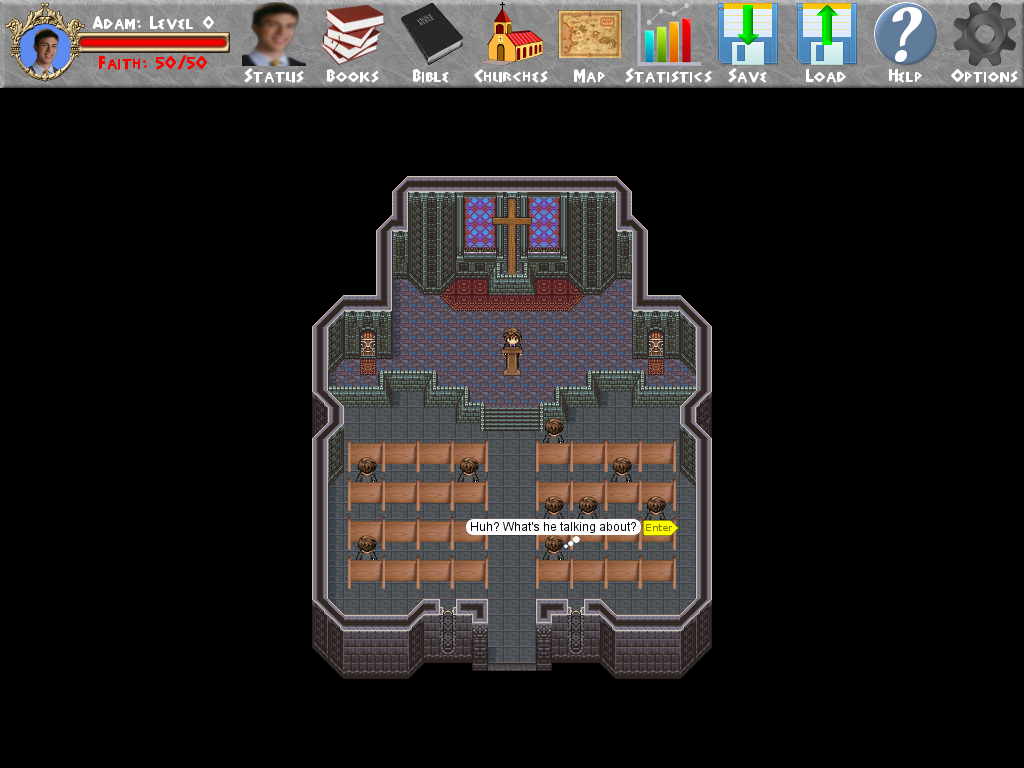 Adam: Level 0
Faith: 50/50
Status
Books
Bible
Churches
Map
Statistics
Save
Load
Help
Options
Huh? What's he talking about?
Enter